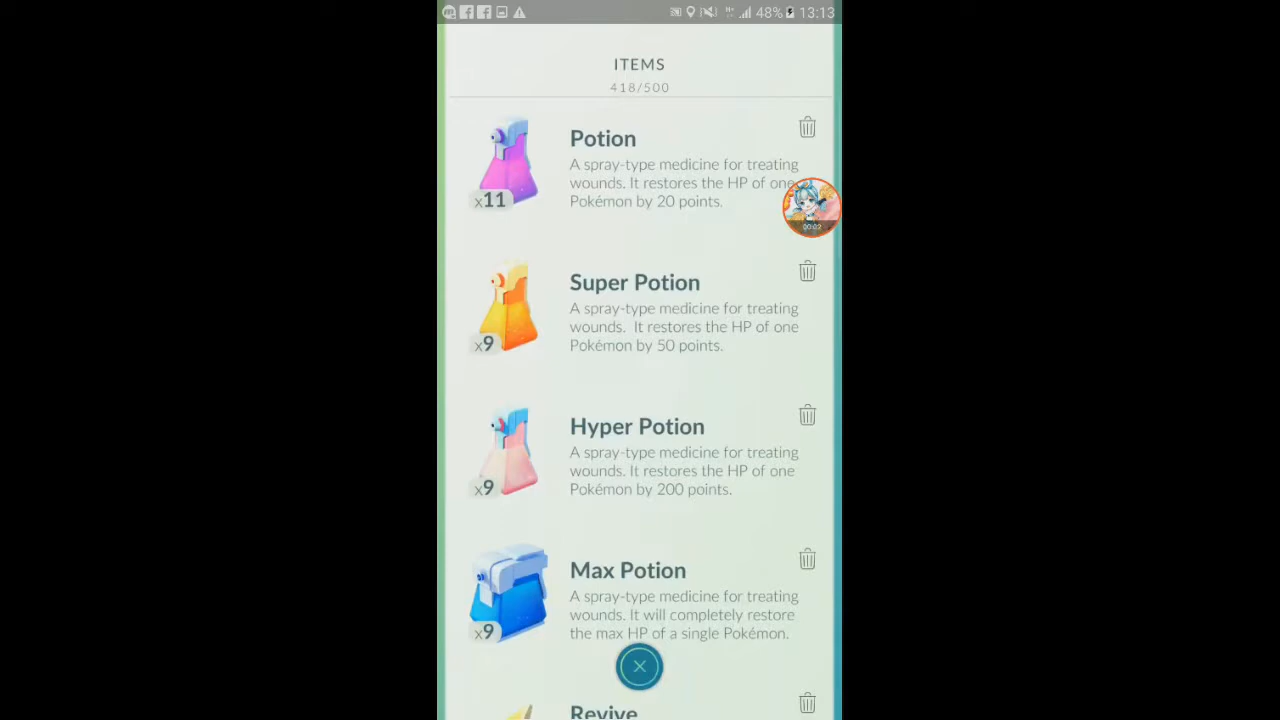 48% 13:13
ITEMS
418/500
Potion
A spray-type medicine for treating
wounds. It restores the HP of one
Pokémon by 20 points.
x11
00:02
Super Potion
A spray-type medicine for treating
wounds. It restores the HP of one
Pokémon by 50 points.
x9
Hyper Potion
A spray-type medicine for treating
wounds. It restores the HP of one
Pokémon by 200 points.
x9
Max Potion
A spray-type medicine for treating
wounds. It will completely restore
the max HP of a single Pokémon.
x9
Revive